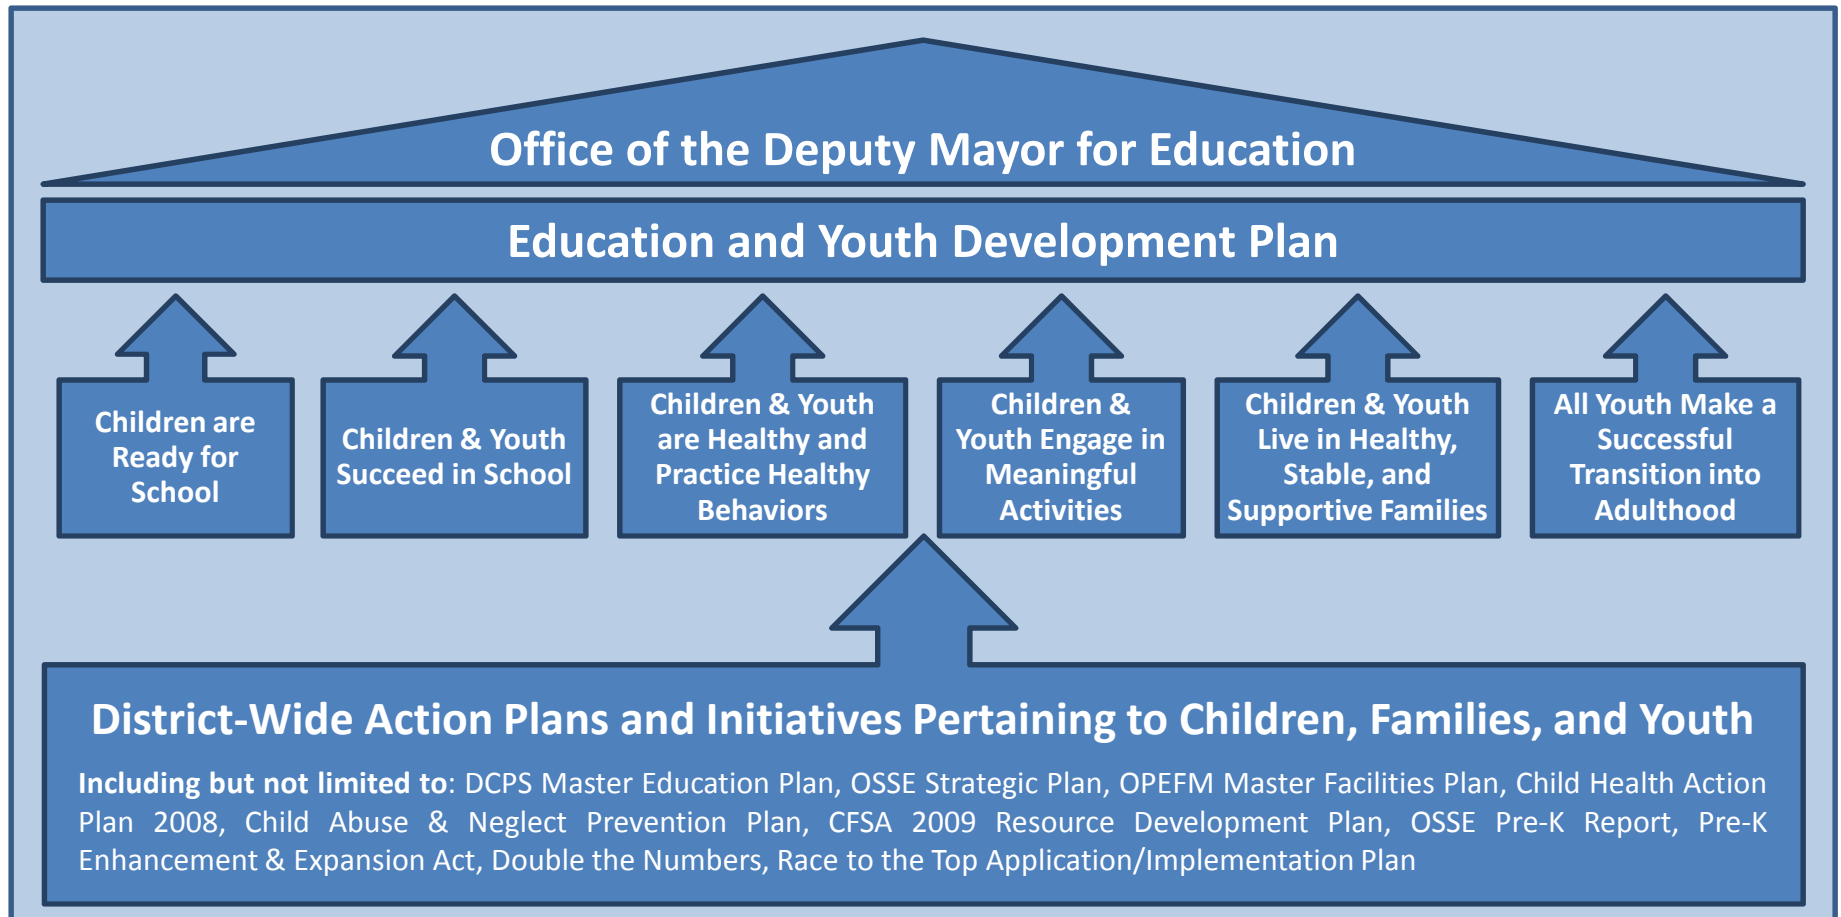 Office of the Deputy Mayor for Education
Education and Youth Development Plan
Children are
Ready for
School
Children & Youth
Succeed in School
Children & Youth
are Healthy and
Practice Healthy
Behaviors
Children &
Youth Engage in
Meaningful
Activities
Children & Youth
Live in Healthy,
Stable, and
Supportive Families
All Youth Make a
Successful
Transition into
Adulthood
District-Wide Action Plans and Initiatives Pertaining to Children, Families, and Youth
Including but not limited to: DCPS Master Education Plan, OSSE Strategic Plan, OPEFM Master Facilities Plan, Child Health Action
Plan 2008, Child Abuse & Neglect Prevention Plan, CFSA 2009 Resource Development Plan, OSSE Pre-K Report, Pre-K
Enhancement & Expansion Act, Double the Numbers, Race to the Top Application/Implementation Plan